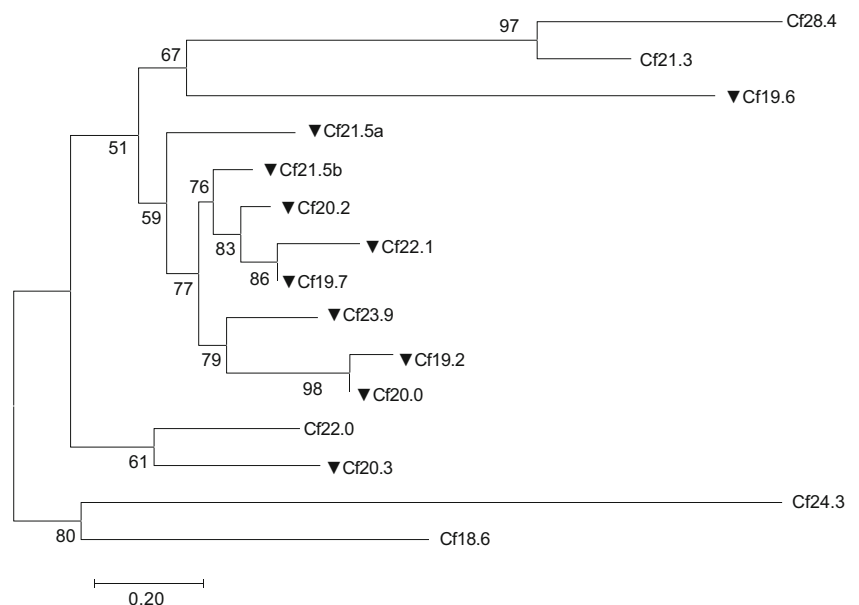 97
Cf28.4
67
Cf21.3
▼Cf19.6
51
▼Cf21.5a
▼Cf21.5b
76
▼Cf20.2
59
83
▼Cf22.1
86
▼Cf19.7
77
▼Cf23.9
79
▼Cf19.2
98
▼Cf20.0
Cf22.0
61
▼Cf20.3
Cf24.3
80
Cf18.6
0.20